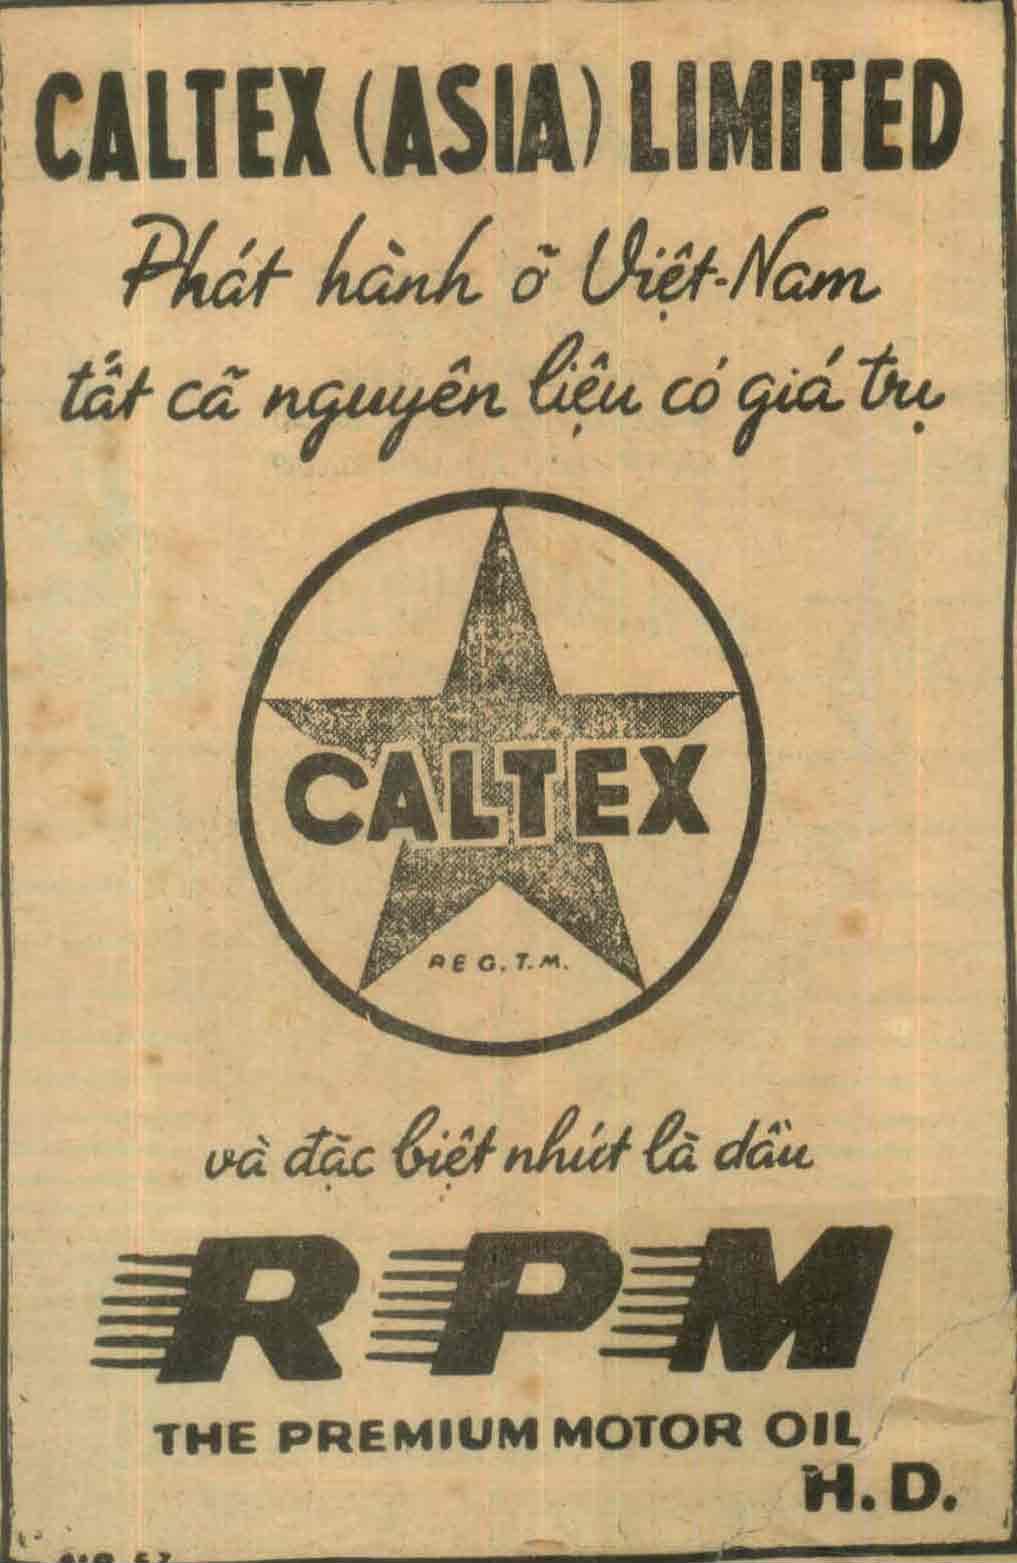 CALTEX (ASIA) LIMITED
Phát hành ở Việt-Nam
tất cã nguyên liệu có giá trụ
CALTEX
REG. T.M.
và đặc biệt nhứt là dầu
RPM
THE PREMIUM MOTOR OIL
H.D.